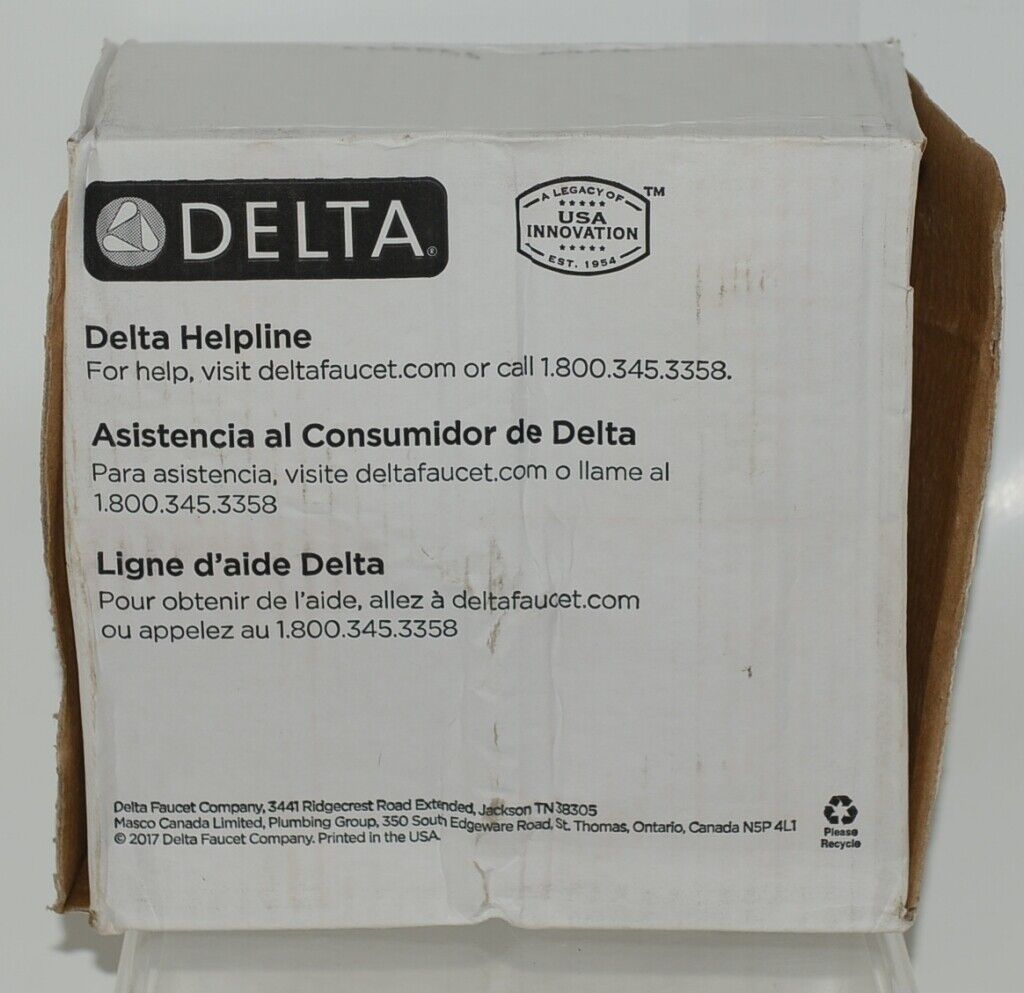 DELTA®
A LEGACY OF
USA
INNOVATION
EST. 1954
TM
Delta Helpline
For help, visit deltafaucet.com or call 1.800.345.3358.
Asistencia al Consumidor de Delta
Para asistencia, visite deltafaucet.com o llame al
1.800.345.3358
Ligne d'aide Delta
Pour obtenir de l'aide, allez à deltafaucet.com
ou appelez au 1.800.345.3358
Delta Faucet Company, 3441 Ridgecrest Road Extended, Jackson TN 38305
Masco Canada Limited, Plumbing Group, 350 South Edgeware Road, St. Thomas, Ontario, Canada N5P 4L1
© 2017 Delta Faucet Company. Printed in the USA.
Please
Recycle